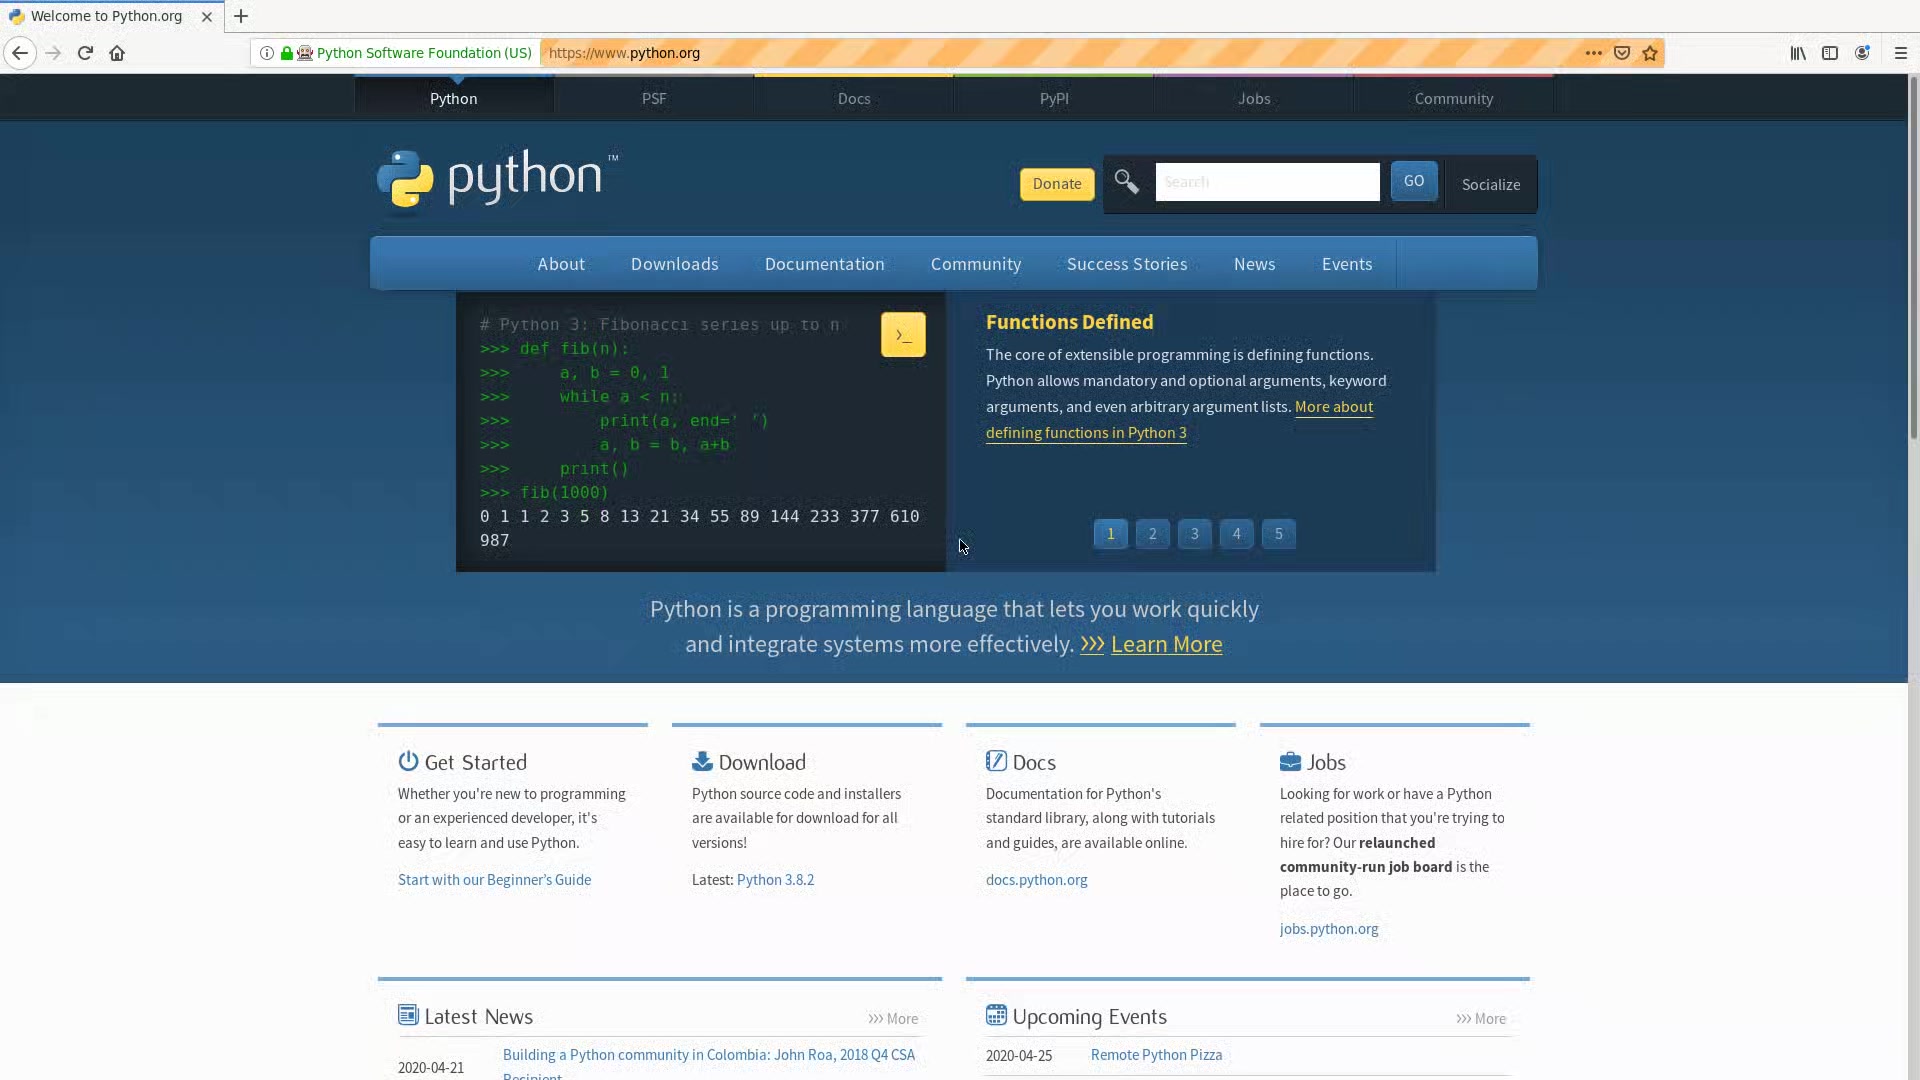 Welcome to Python.org
Python Software Foundation (US)
https://www.python.org
Python
PSF
Docs
PyPI
Jobs
Community
python™
Donate
Search
GO
Socialize
About
Downloads
Documentation
Community
Success Stories
News
Events
# Python 3: Fibonacci series up to n
>>> def fib(n):
>>>     a, b = 0, 1
>>>     while a < n:
>>>         print(a, end=' ')
>>>         a, b = b, a+b
>>>     print()
>>> fib(1000)
0 1 1 2 3 5 8 13 21 34 55 89 144 233 377 610
987
>_
Functions Defined
The core of extensible programming is defining functions.
Python allows mandatory and optional arguments, keyword
arguments, and even arbitrary argument lists. More about
defining functions in Python 3
1
2
3
4
5
Python is a programming language that lets you work quickly
and integrate systems more effectively. >>> Learn More
Get Started
Whether you're new to programming
or an experienced developer, it's
easy to learn and use Python.
Start with our Beginner’s Guide
Download
Python source code and installers
are available for download for all
versions!
Latest: Python 3.8.2
Docs
Documentation for Python's
standard library, along with tutorials
and guides, are available online.
docs.python.org
Jobs
Looking for work or have a Python
related position that you're trying to
hire for? Our relaunched
community-run job board is the
place to go.
jobs.python.org
Latest News
>>> More
2020-04-21
Building a Python community in Colombia: John Roa, 2018 Q4 CSA
Recipient
Upcoming Events
>>> More
2020-04-25
Remote Python Pizza